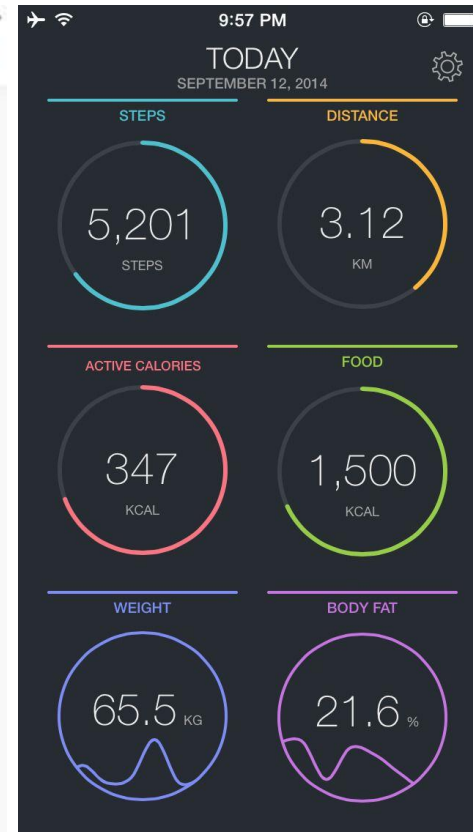 9:57 PM
TODAY
SEPTEMBER 12, 2014
STEPS
5,201
STEPS
DISTANCE
3.12
KM
ACTIVE CALORIES
347
KCAL
FOOD
1,500
KCAL
WEIGHT
65.5 KG
BODY FAT
21.6 %